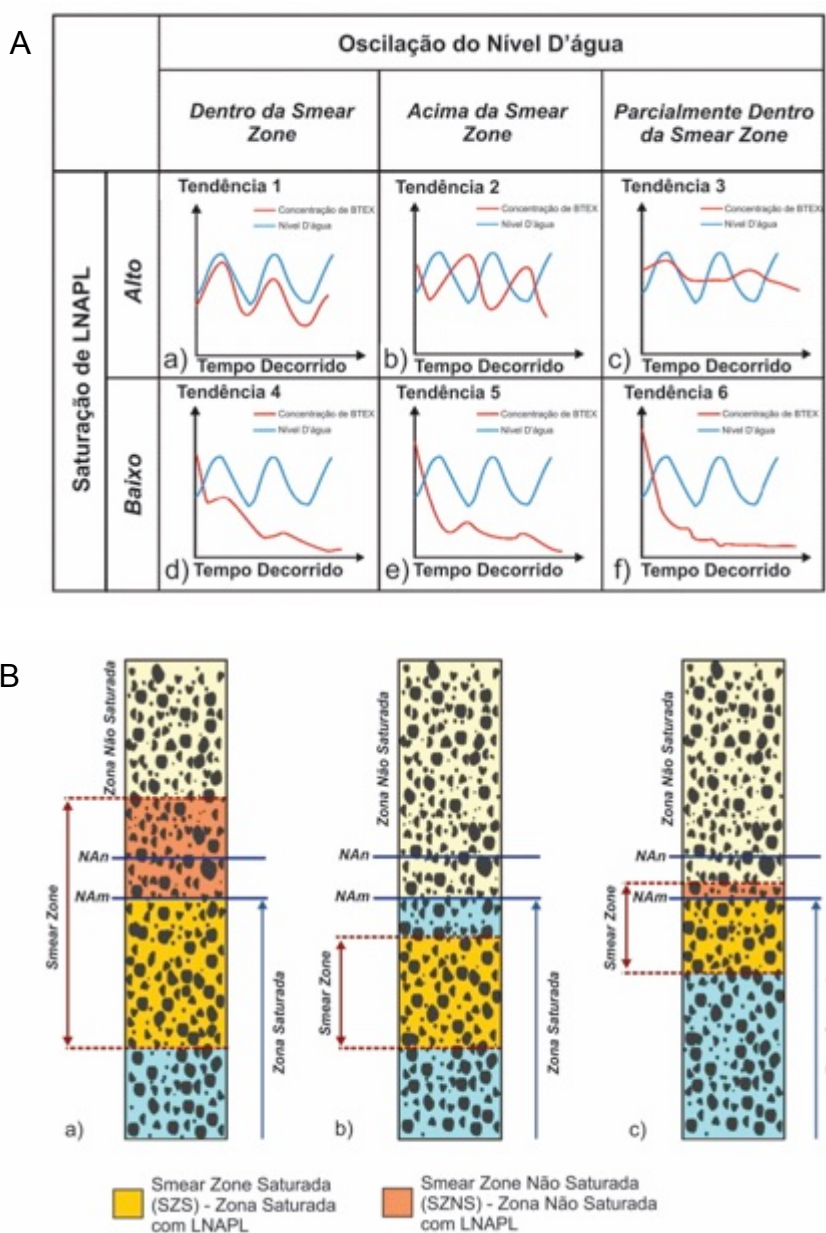 A
Oscilação do Nível D'água
Dentro da Smear
Zone
Acima da Smear
Zone
Parcialmente Dentro
da Smear Zone
Saturação de LNAPL
Alto
Tendência 1
Concentração de BTEX
Nível D'água
a)
Tempo Decorrido
Tendência 2
Concentração de BTEX
Nível D'água
b)
Tempo Decorrido
Tendência 3
Concentração de BTEX
Nível D'água
c)
Tempo Decorrido
Baixo
Tendência 4
Concentração de BTEX
Nível D'água
d)
Tempo Decorrido
Tendência 5
Concentração de BTEX
Nível D'água
e)
Tempo Decorrido
Tendência 6
Concentração de BTEX
Nível D'água
f)
Tempo Decorrido
B
Zona Não Saturada
NAn
NAm
Smear Zone
Zona Saturada
a)
Zona Não Saturada
NAn
NAm
Smear Zone
Zona Saturada
b)
Zona Não Saturada
NAn
NAm
Smear Zone
c)
Smear Zone Saturada
(SZS) - Zona Saturada
com LNAPL
Smear Zone Não Saturada
(SZNS) - Zona Não Saturada
com LNAPL